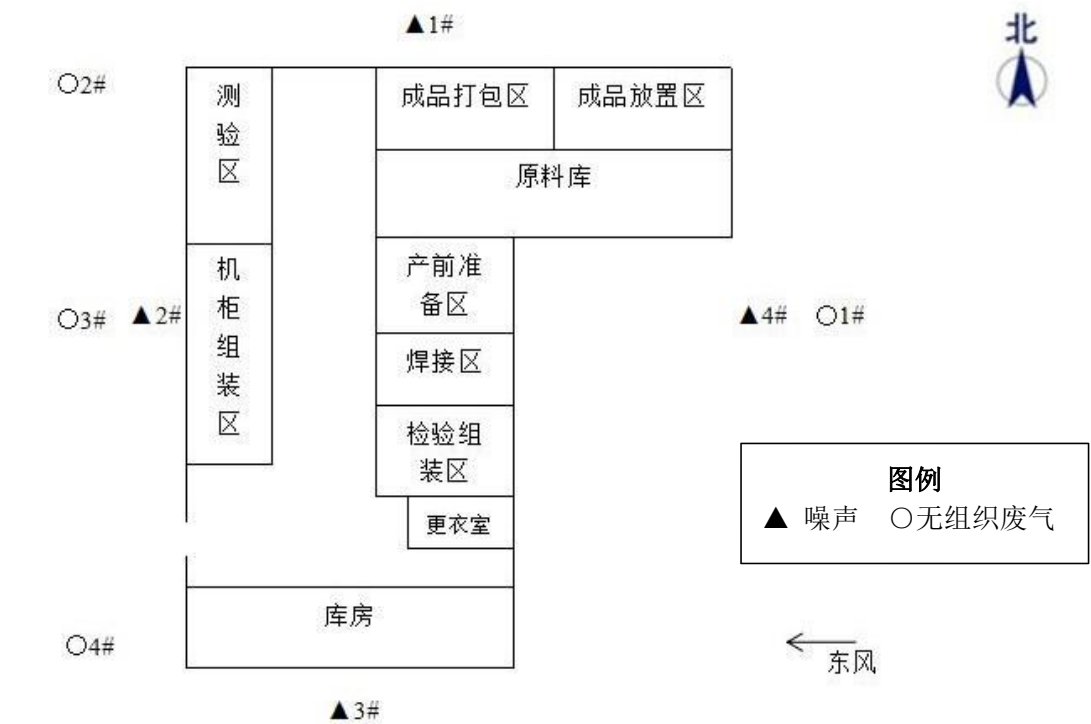 ▲1#
北
○2#
测
验
区
成品打包区
成品放置区
原料库
机
柜
组
装
区
产前准
备区
○3#
▲2#
▲4#
○1#
焊接区
检验组
装区
图例
▲ 噪声 ○无组织废气
更衣室
库房
○4#
东风
▲3#